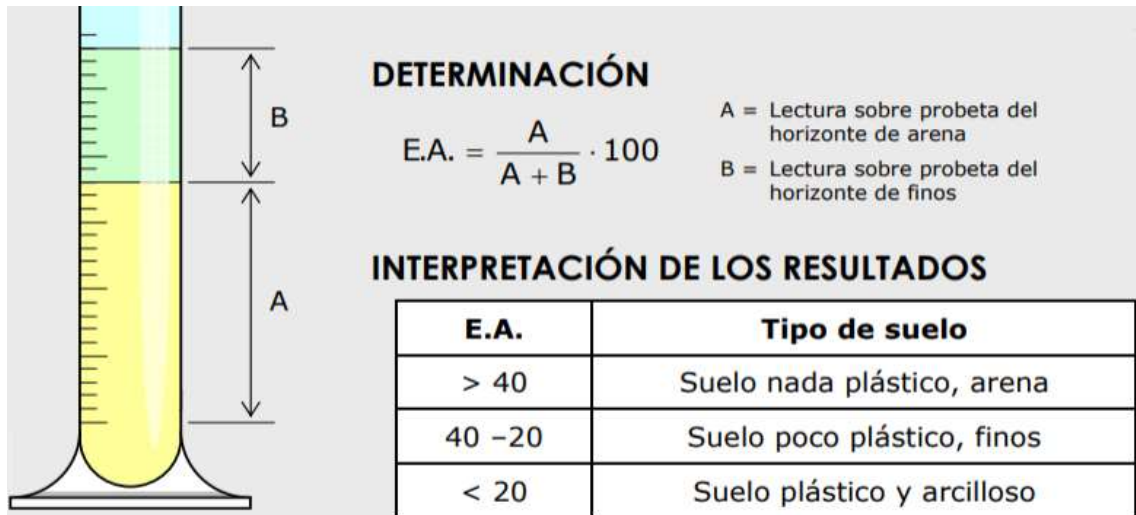 B
A
DETERMINACIÓN
E.A. = A / (A + B) · 100
A = Lectura sobre probeta del
horizonte de arena
B = Lectura sobre probeta del
horizonte de finos
INTERPRETACIÓN DE LOS RESULTADOS
E.A. Tipo de suelo
> 40 Suelo nada plástico, arena
40 –20 Suelo poco plástico, finos
< 20 Suelo plástico y arcilloso